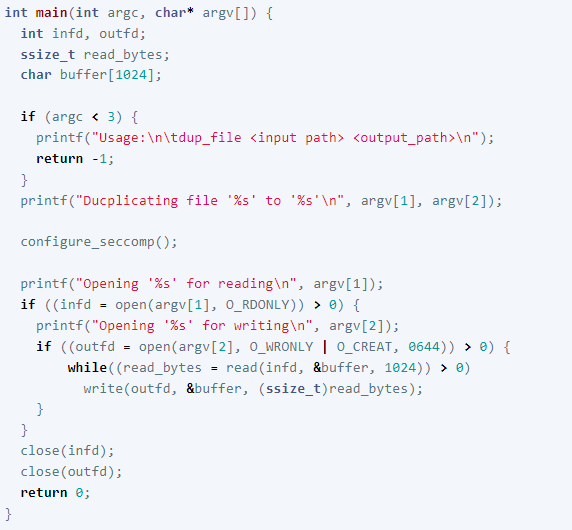 int main(int argc, char* argv[]) {
  int infd, outfd;
  ssize_t read_bytes;
  char buffer[1024];

  if (argc < 3) {
    printf("Usage:\n\tdup_file <input path> <output_path>\n");
    return -1;
  }
  printf("Ducplicating file '%s' to '%s'\n", argv[1], argv[2]);

  configure_seccomp();

  printf("Opening '%s' for reading\n", argv[1]);
  if ((infd = open(argv[1], O_RDONLY)) > 0) {
    printf("Opening '%s' for writing\n", argv[2]);
    if ((outfd = open(argv[2], O_WRONLY | O_CREAT, 0644)) > 0) {
        while((read_bytes = read(infd, &buffer, 1024)) > 0)
          write(outfd, &buffer, (ssize_t)read_bytes);
    }
  }
  close(infd);
  close(outfd);
  return 0;
}